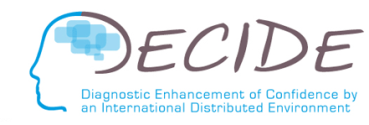 DECIDE
Diagnostic Enhancement of Confidence by
an International Distributed Environment